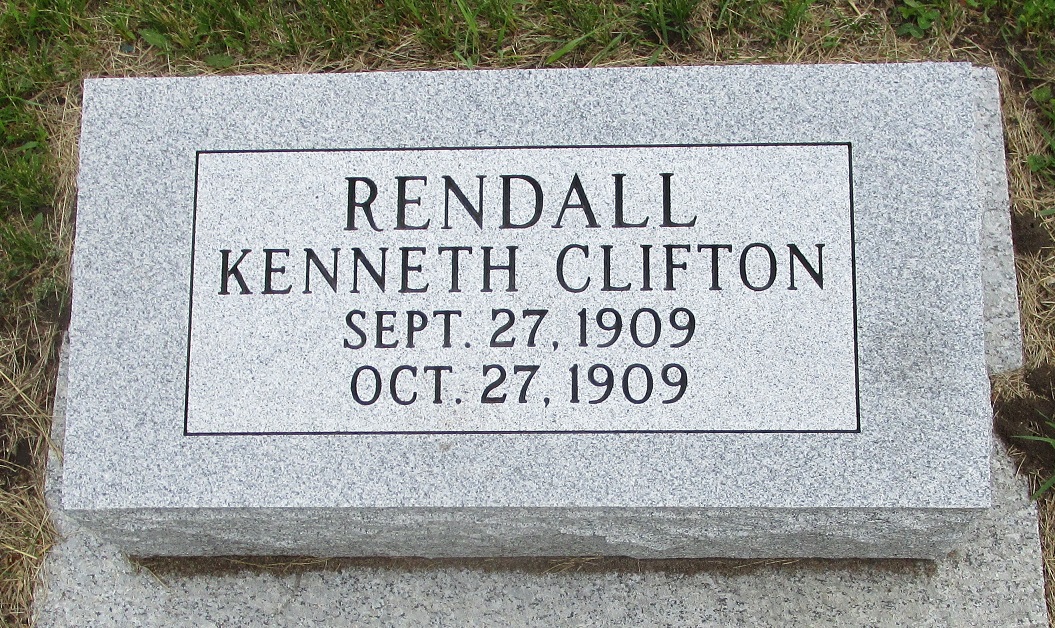 RENDALL
KENNETH CLIFTON
SEPT. 27, 1909
OCT. 27, 1909